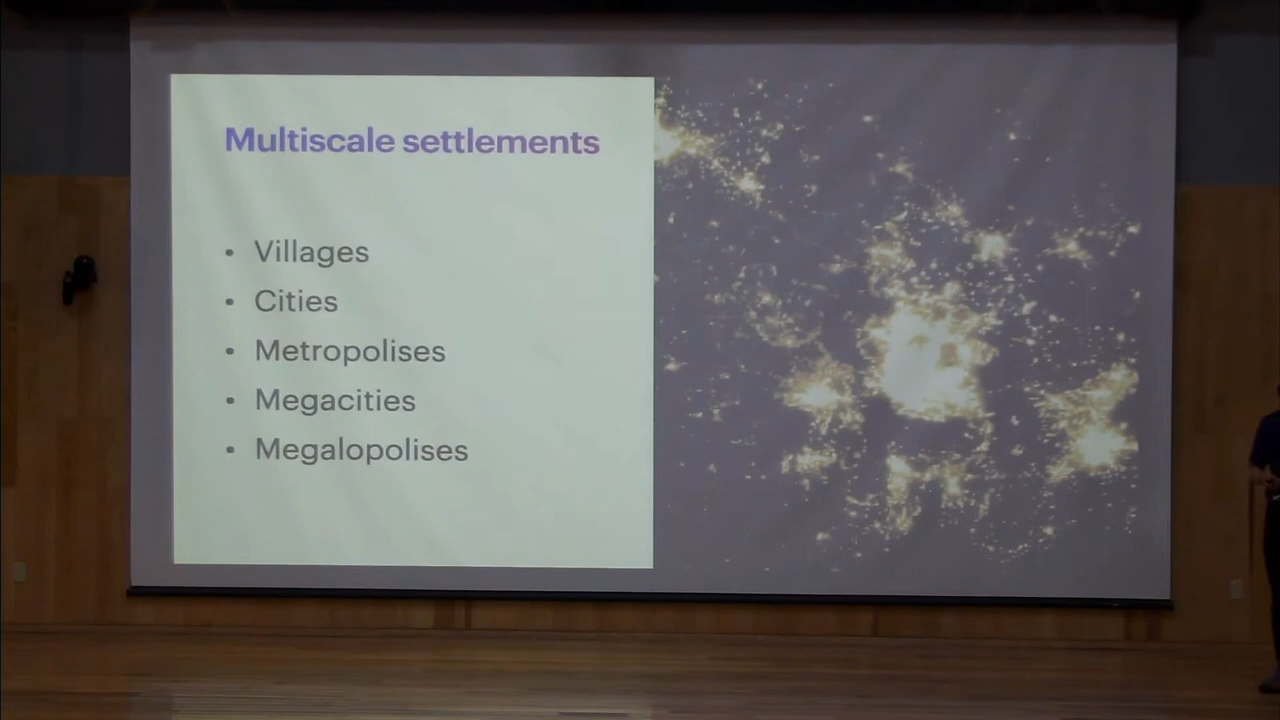 Multiscale settlements
• Villages
• Cities
• Metropolises
• Megacities
• Megalopolises